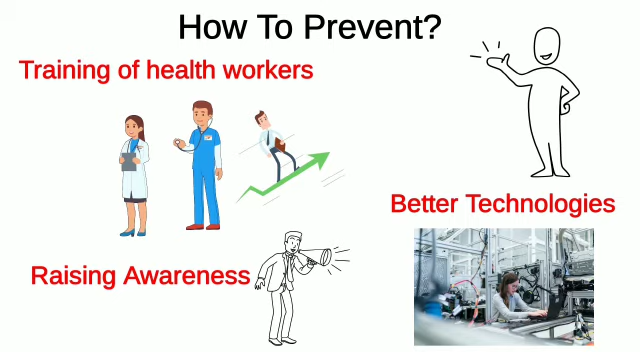 How To Prevent?
Training of health workers
Better Technologies
Raising Awareness